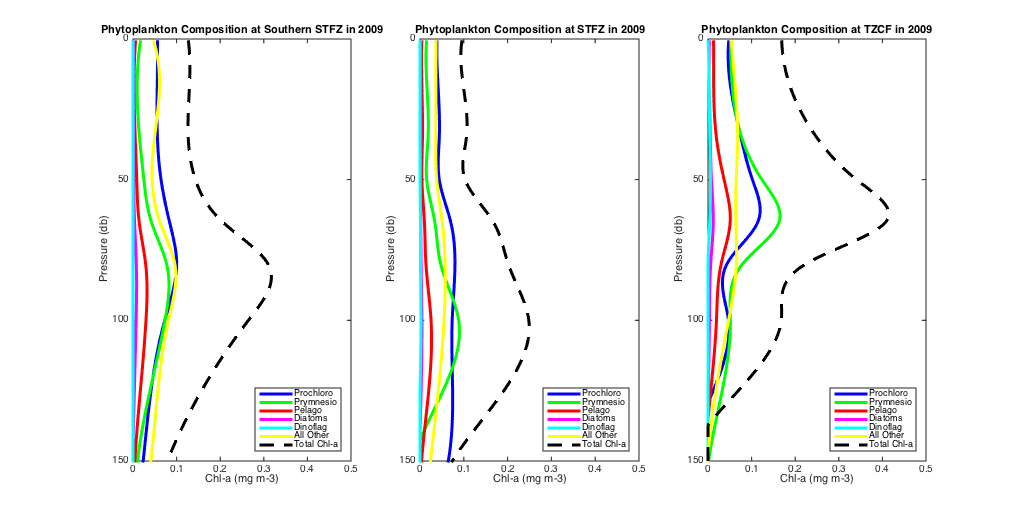 Phytoplankton Composition at Southern STFZ in 2009
0
50
100
150
Pressure (db)
0
0.1
0.2
0.3
0.4
0.5
Chl-a (mg m-3)
Prochloro
Prymnesio
Pelago
Diatoms
Dinoflag
All Other
Total Chl-a
Phytoplankton Composition at STFZ in 2009
0
50
100
150
Pressure (db)
0
0.1
0.2
0.3
0.4
0.5
Chl-a (mg m-3)
Prochloro
Prymnesio
Pelago
Diatoms
Dinoflag
All Other
Total Chl-a
Phytoplankton Composition at TZCF in 2009
0
50
100
150
Pressure (db)
0
0.1
0.2
0.3
0.4
0.5
Chl-a (mg m-3)
Prochloro
Prymnesio
Pelago
Diatoms
Dinoflag
All Other
Total Chl-a